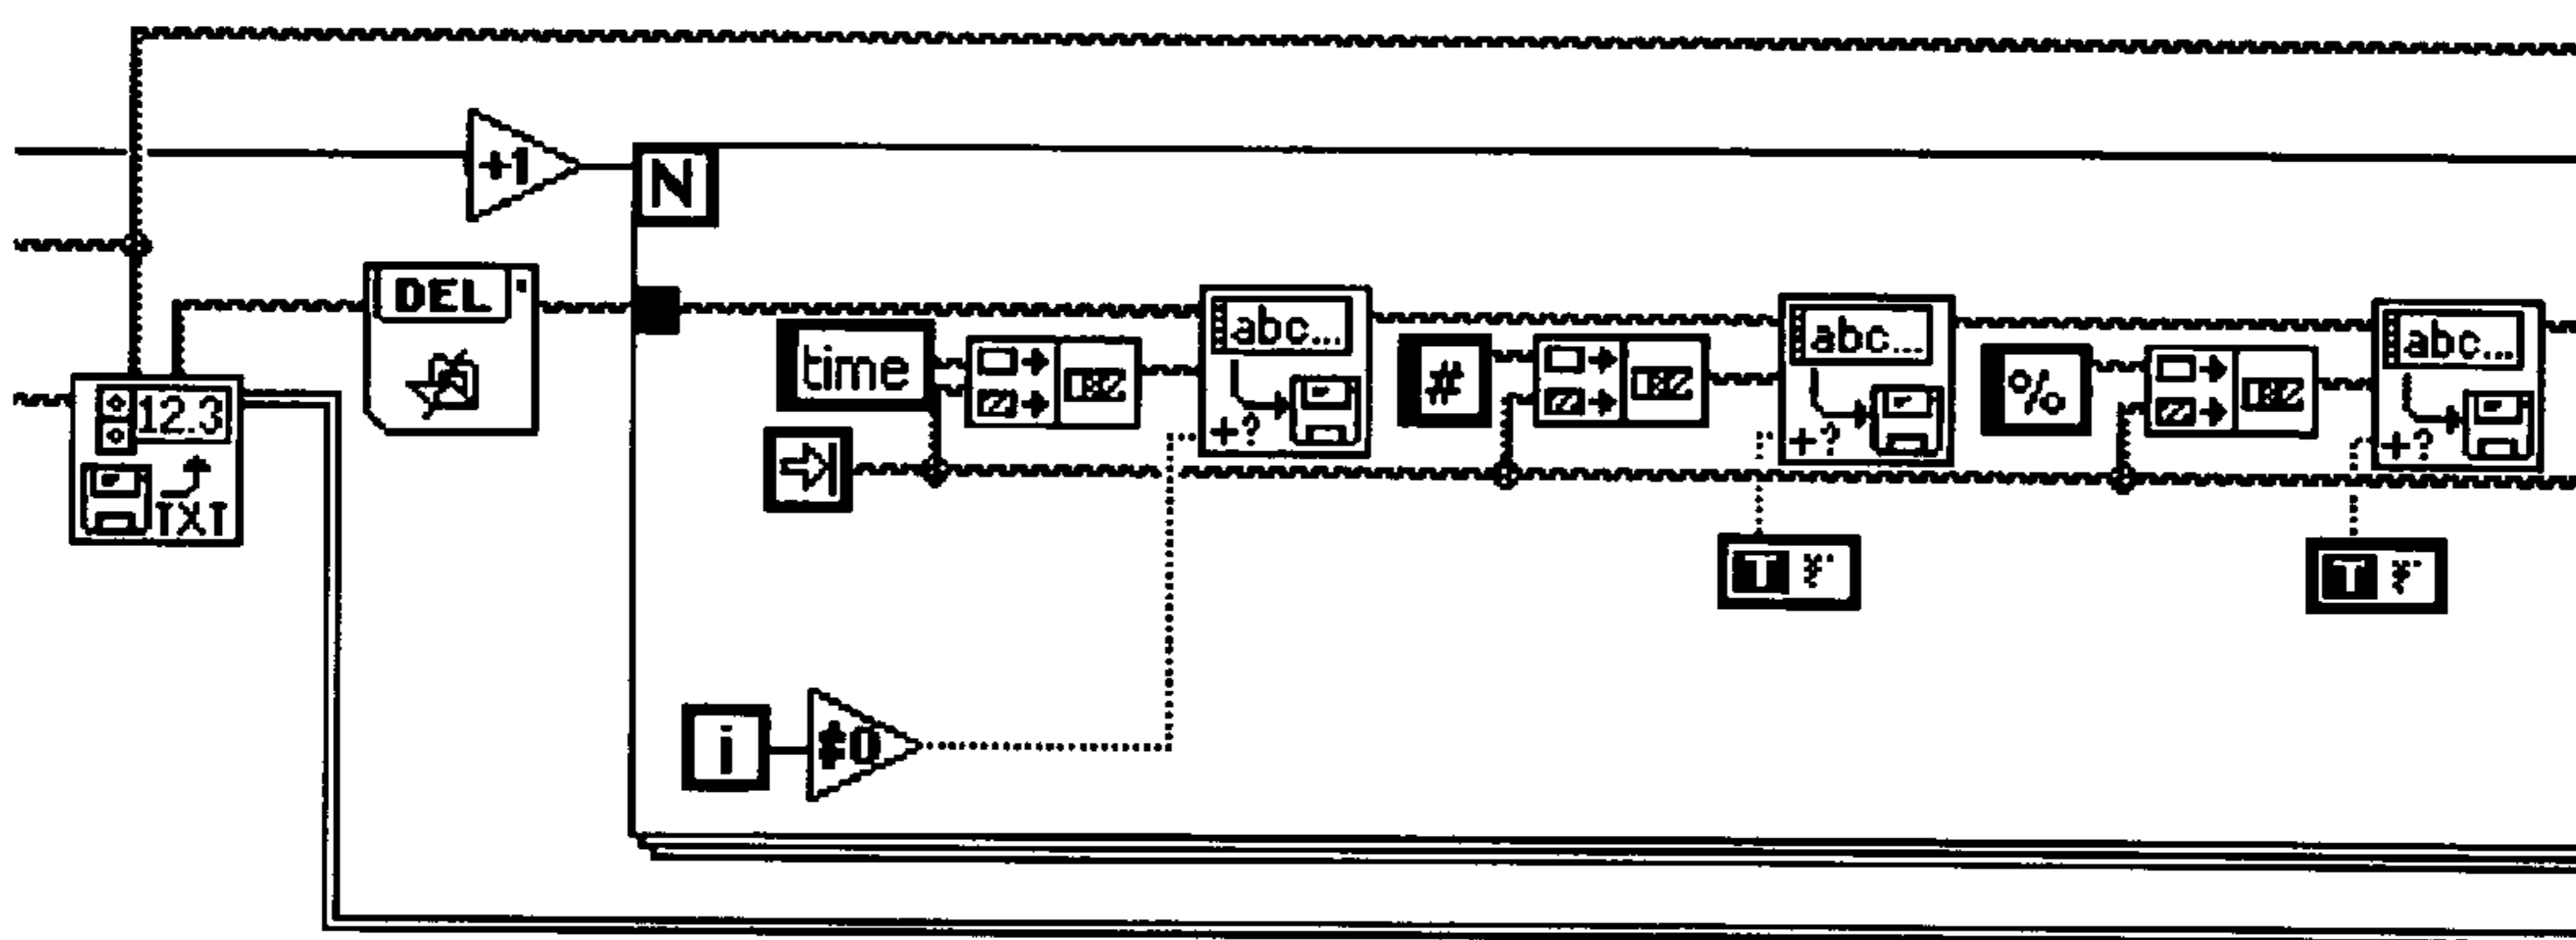 +1
N
DEL
abc...
+?
abc...
+?
abc...
+?
time
#
%
12.3
TXT
T
T
i
≠0